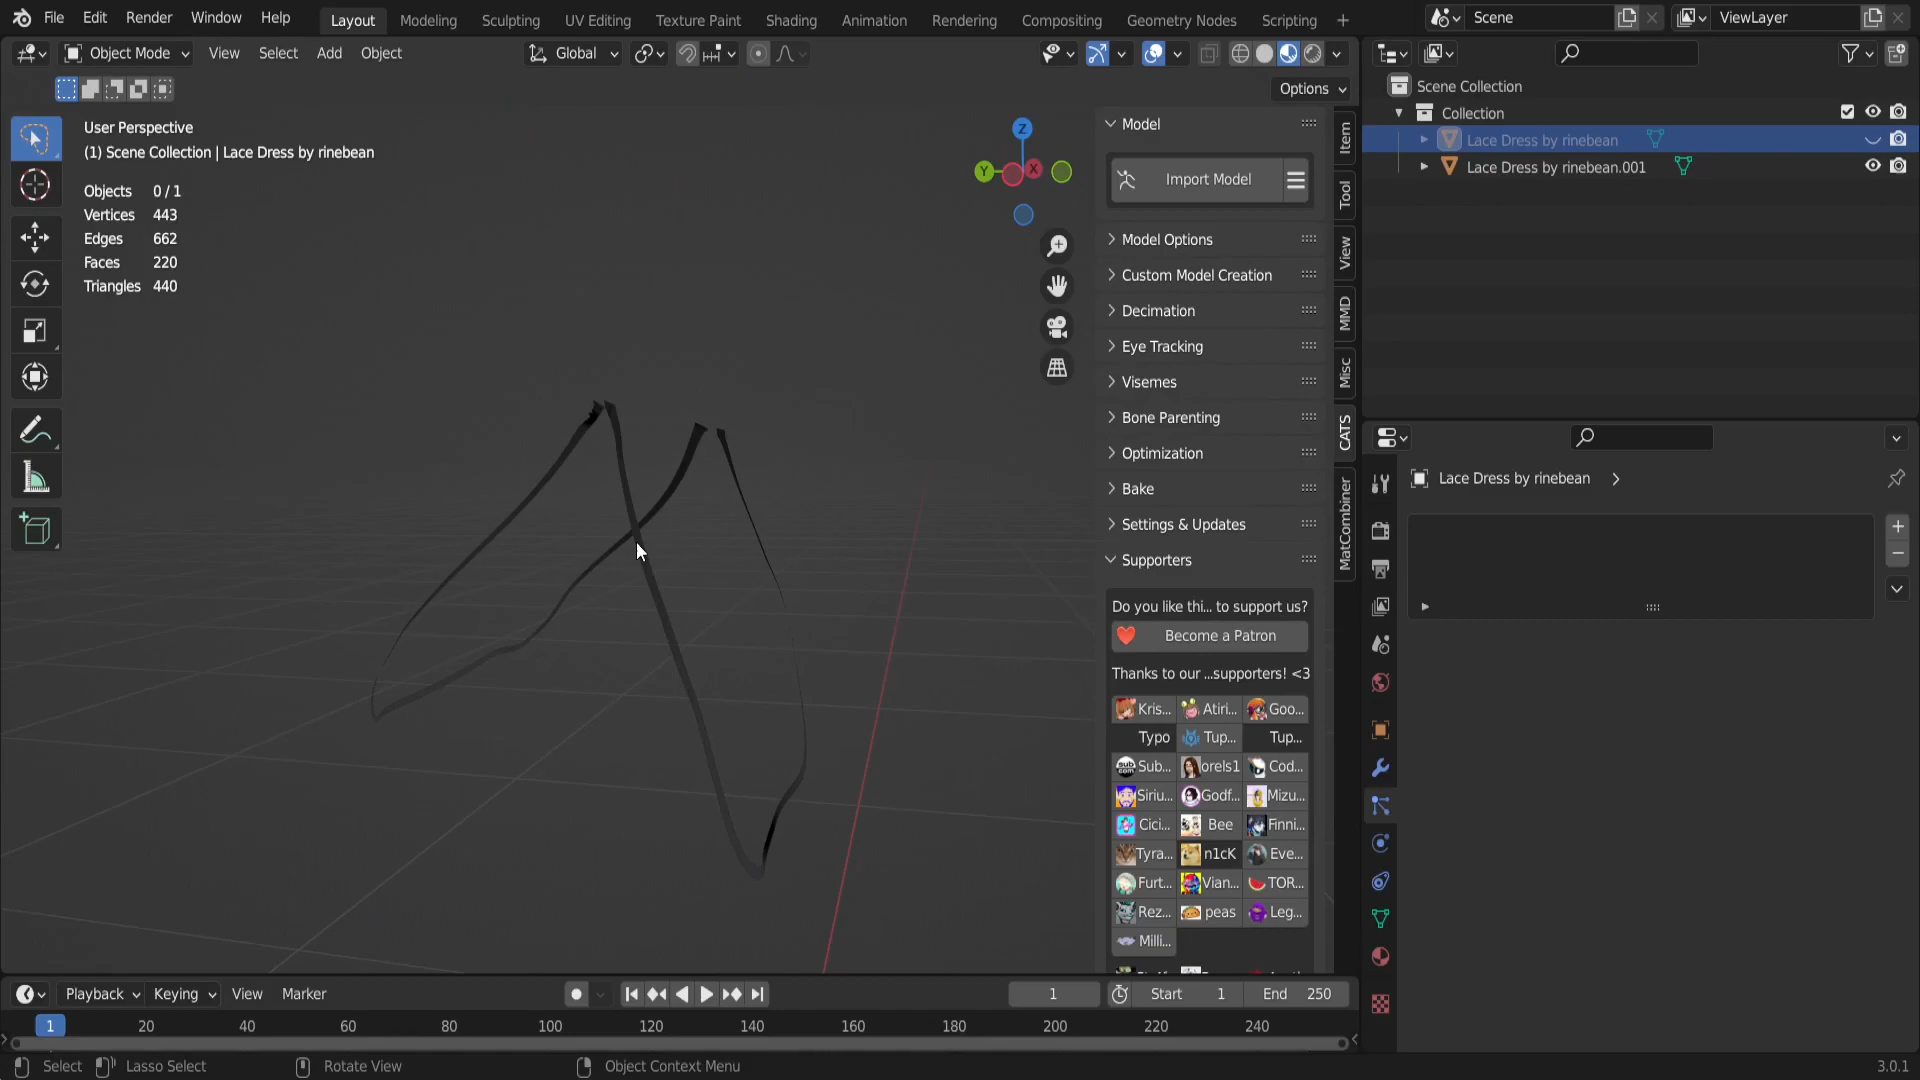 File Edit Render Window Help Layout Modeling Sculpting UV Editing Texture Paint Shading Animation Rendering Compositing Geometry Nodes Scripting + Scene ViewLayer
Object Mode View Select Add Object Global
Options
User Perspective
(1) Scene Collection | Lace Dress by rinebean
Objects 0 / 1
Vertices 443
Edges 662
Faces 220
Triangles 440
Z
Y X
Model
Import Model
Model Options
Custom Model Creation
Decimation
Eye Tracking
Visemes
Bone Parenting
Optimization
Bake
Settings & Updates
Supporters
Do you like thi... to support us?
Become a Patron
Thanks to our ...supporters! <3
Kris... Atiri... Goo...
Typo Tup... Tup...
Sub... orels1 Cod...
Siriu... Godf... Mizu...
Cici... Bee Finni...
Tyra... n1cK Eve...
Furt... Vian... TOR...
Rez... peas Leg...
Milli...
Item
Tool
View
MMD
Misc
CATS
MatCombiner
Scene Collection
Collection
Lace Dress by rinebean
Lace Dress by rinebean.001
Lace Dress by rinebean
Playback Keying View Marker 1 Start 1 End 250
1 20 40 60 80 100 120 140 160 180 200 220 240
Select Lasso Select Rotate View Object Context Menu 3.0.1